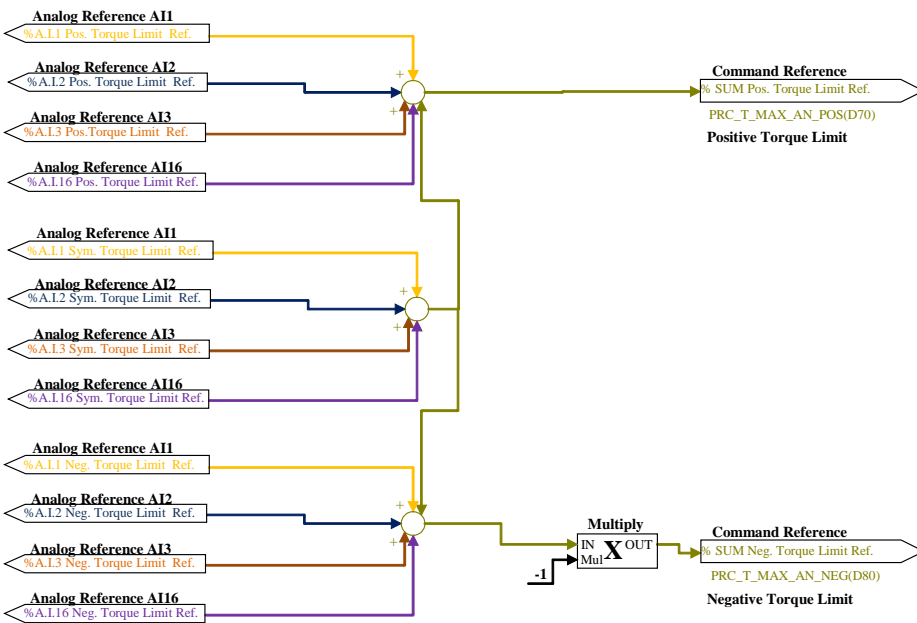 Analog Reference AI1
%A.I.1 Pos. Torque Limit Ref.
Analog Reference AI2
%A.I.2 Pos. Torque Limit Ref.
Analog Reference AI3
%A.I.3 Pos.Torque Limit Ref.
Analog Reference AI16
%A.I.16 Pos. Torque Limit Ref.
+
+
Command Reference
% SUM Pos. Torque Limit Ref.
PRC_T_MAX_AN_POS(D70)
Positive Torque Limit
Analog Reference AI1
%A.I.1 Sym. Torque Limit Ref.
Analog Reference AI2
%A.I.2 Sym. Torque Limit Ref.
Analog Reference AI3
%A.I.3 Sym. Torque Limit Ref.
Analog Reference AI16
%A.I.16 Sym. Torque Limit Ref.
+
+
Analog Reference AI1
%A.I.1 Neg. Torque Limit Ref.
Analog Reference AI2
%A.I.2 Neg. Torque Limit Ref.
Analog Reference AI3
%A.I.3 Neg. Torque Limit Ref.
Analog Reference AI16
%A.I.16 Neg. Torque Limit Ref.
+
+
Multiply
IN X OUT
Mul
-1
Command Reference
% SUM Neg. Torque Limit Ref.
PRC_T_MAX_AN_NEG(D80)
Negative Torque Limit